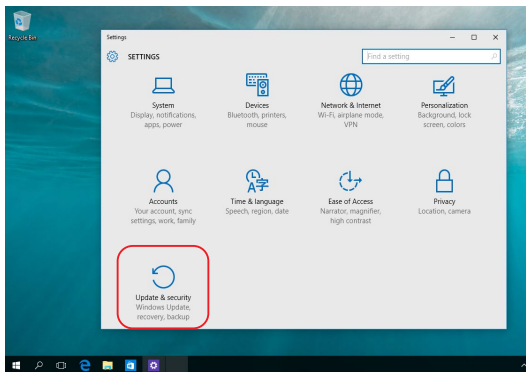 Recycle Bin
Settings
SETTINGS
Find a setting
System
Display, notifications,
apps, power
Devices
Bluetooth, printers,
mouse
Network & Internet
Wi-Fi, airplane mode,
VPN
Personalization
Background, lock
screen, colors
Accounts
Your account, sync
settings, work, family
Time & language
Speech, region, date
Ease of Access
Narrator, magnifier,
high contrast
Privacy
Location, camera
Update & security
Windows Update,
recovery, backup